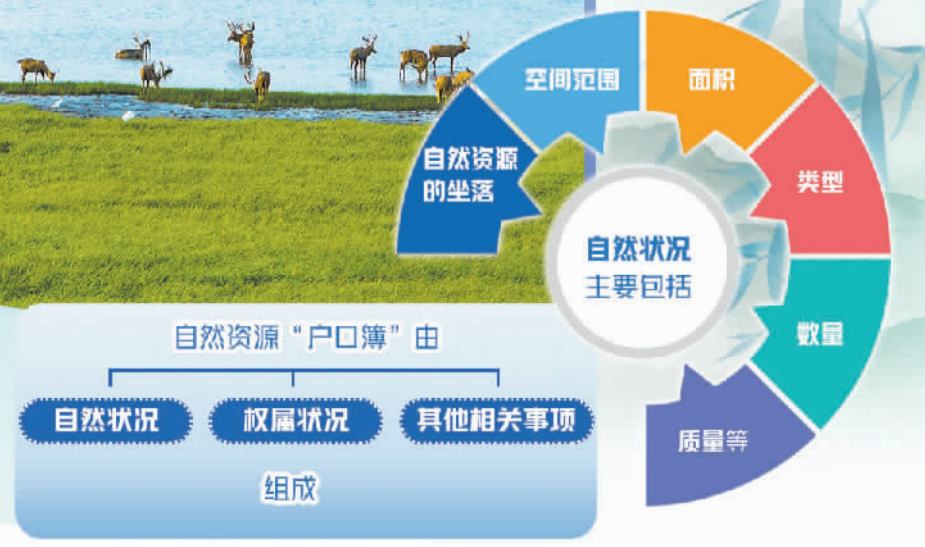 空间范围
面积
自然资源
的坐落
类型
自然状况
主要包括
数量
质量等
自然资源“户口簿”由
自然状况
权属状况
其他相关事项
组成